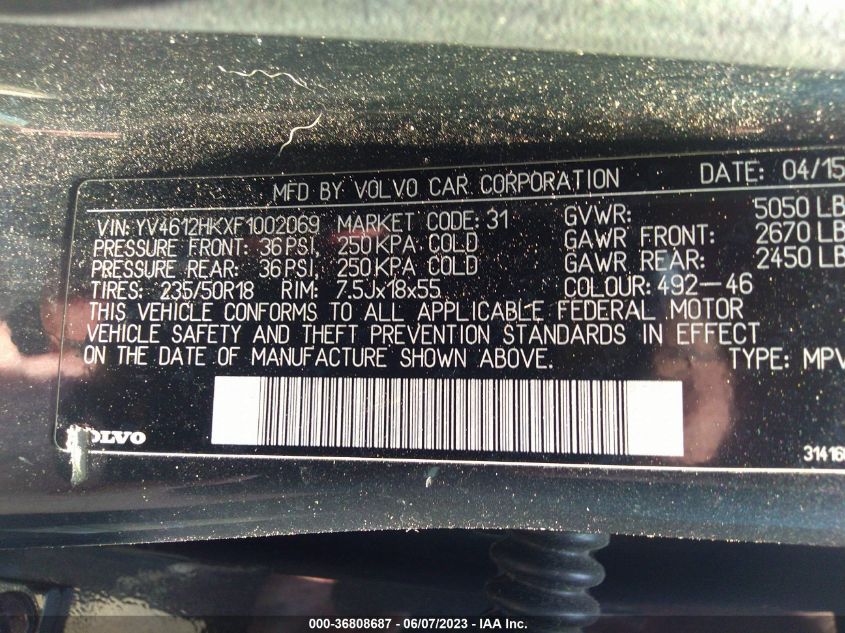 MFD BY VOLVO CAR CORPORATION DATE: 04/15
VIN: YV4612HKXF1002069 MARKET CODE: 31 GVWR: 5050 LB
PRESSURE FRONT: 36 PSI, 250 KPA COLD GAWR FRONT: 2670 LB
PRESSURE REAR: 36 PSI, 250 KPA COLD GAWR REAR: 2450 LB
TIRES: 235/50R18 RIM: 7.5Jx18x55 COLOUR: 492-46
THIS VEHICLE CONFORMS TO ALL APPLICABLE FEDERAL MOTOR
VEHICLE SAFETY AND THEFT PREVENTION STANDARDS IN EFFECT
ON THE DATE OF MANUFACTURE SHOWN ABOVE. TYPE: MPV
VOLVO
000-36808687 - 06/07/2023 - IAA Inc.